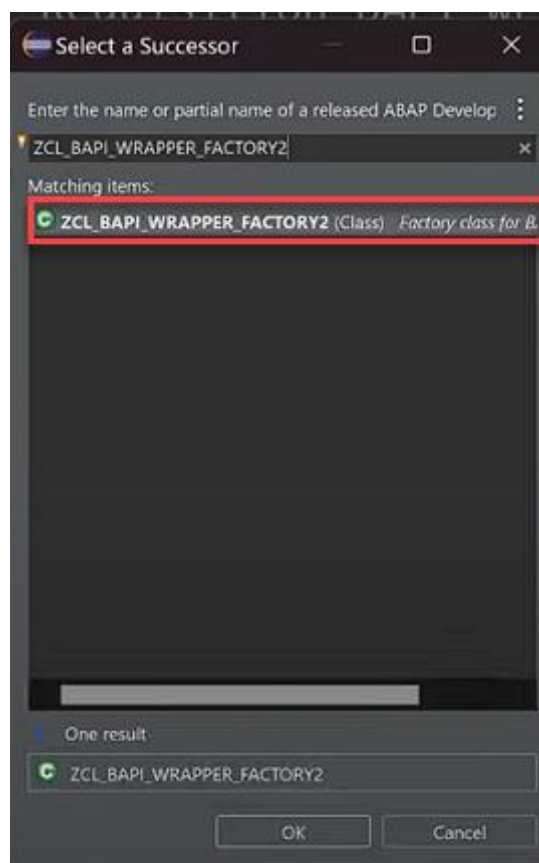 Select a Successor
Enter the name or partial name of a released ABAP Develop
ZCL_BAPI_WRAPPER_FACTORY2
Matching items:
ZCL_BAPI_WRAPPER_FACTORY2 (Class) Factory class for B
One result
ZCL_BAPI_WRAPPER_FACTORY2
OK Cancel